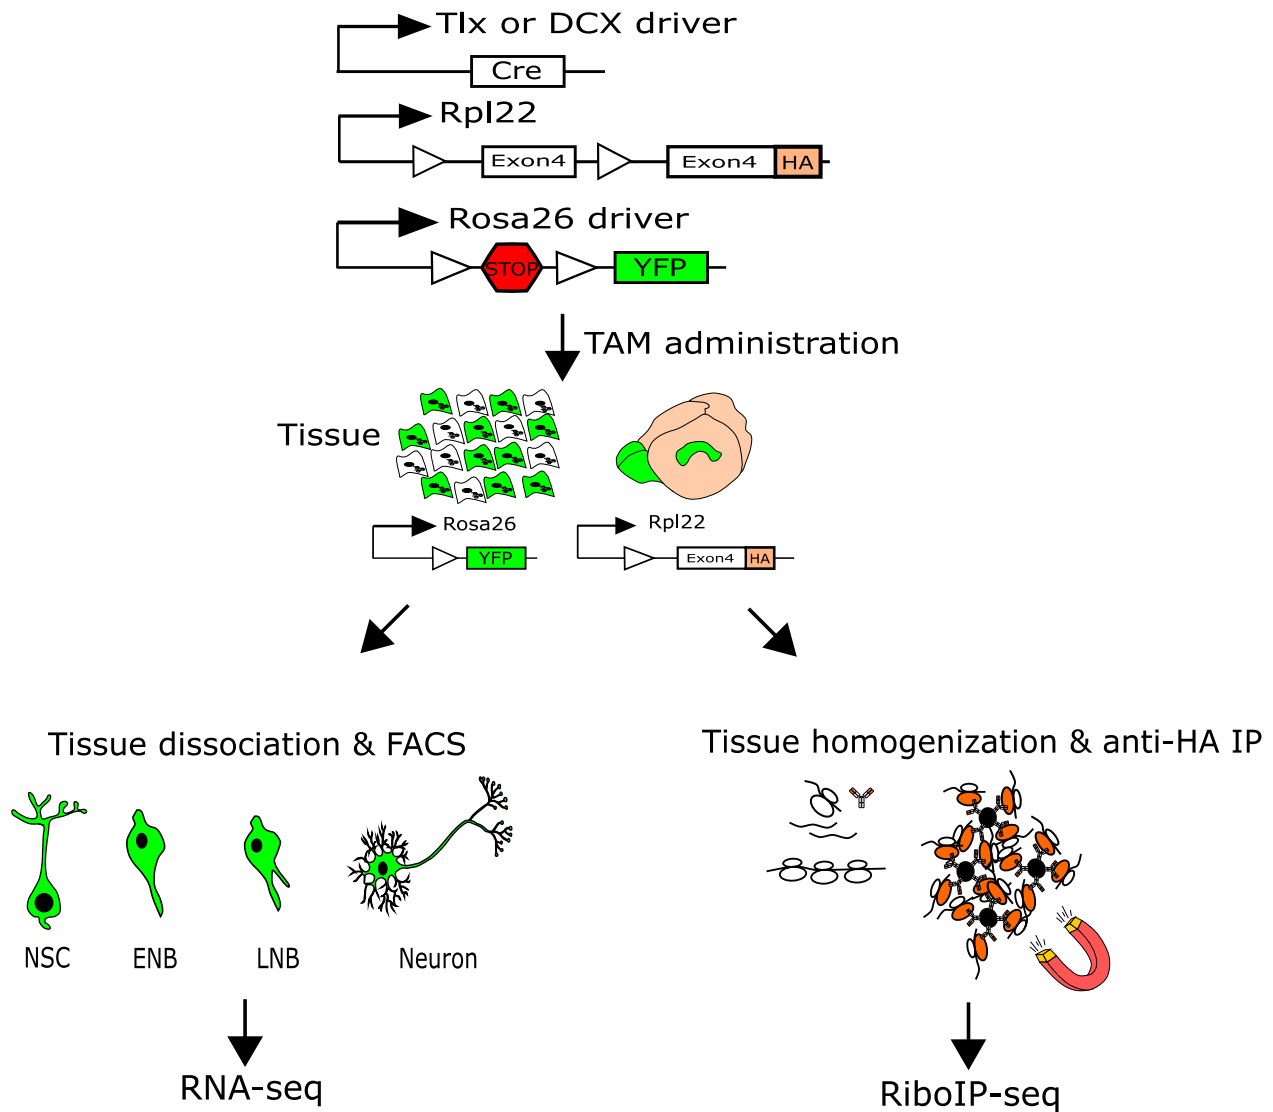 Tlx or DCX driver
Cre
Rpl22
Exon4 Exon4 HA
Rosa26 driver
STOP YFP
TAM administration
Tissue
Rosa26 Rpl22
YFP Exon4 HA
Tissue dissociation & FACS
Tissue homogenization & anti-HA IP
NSC ENB LNB Neuron
RNA-seq
RiboIP-seq